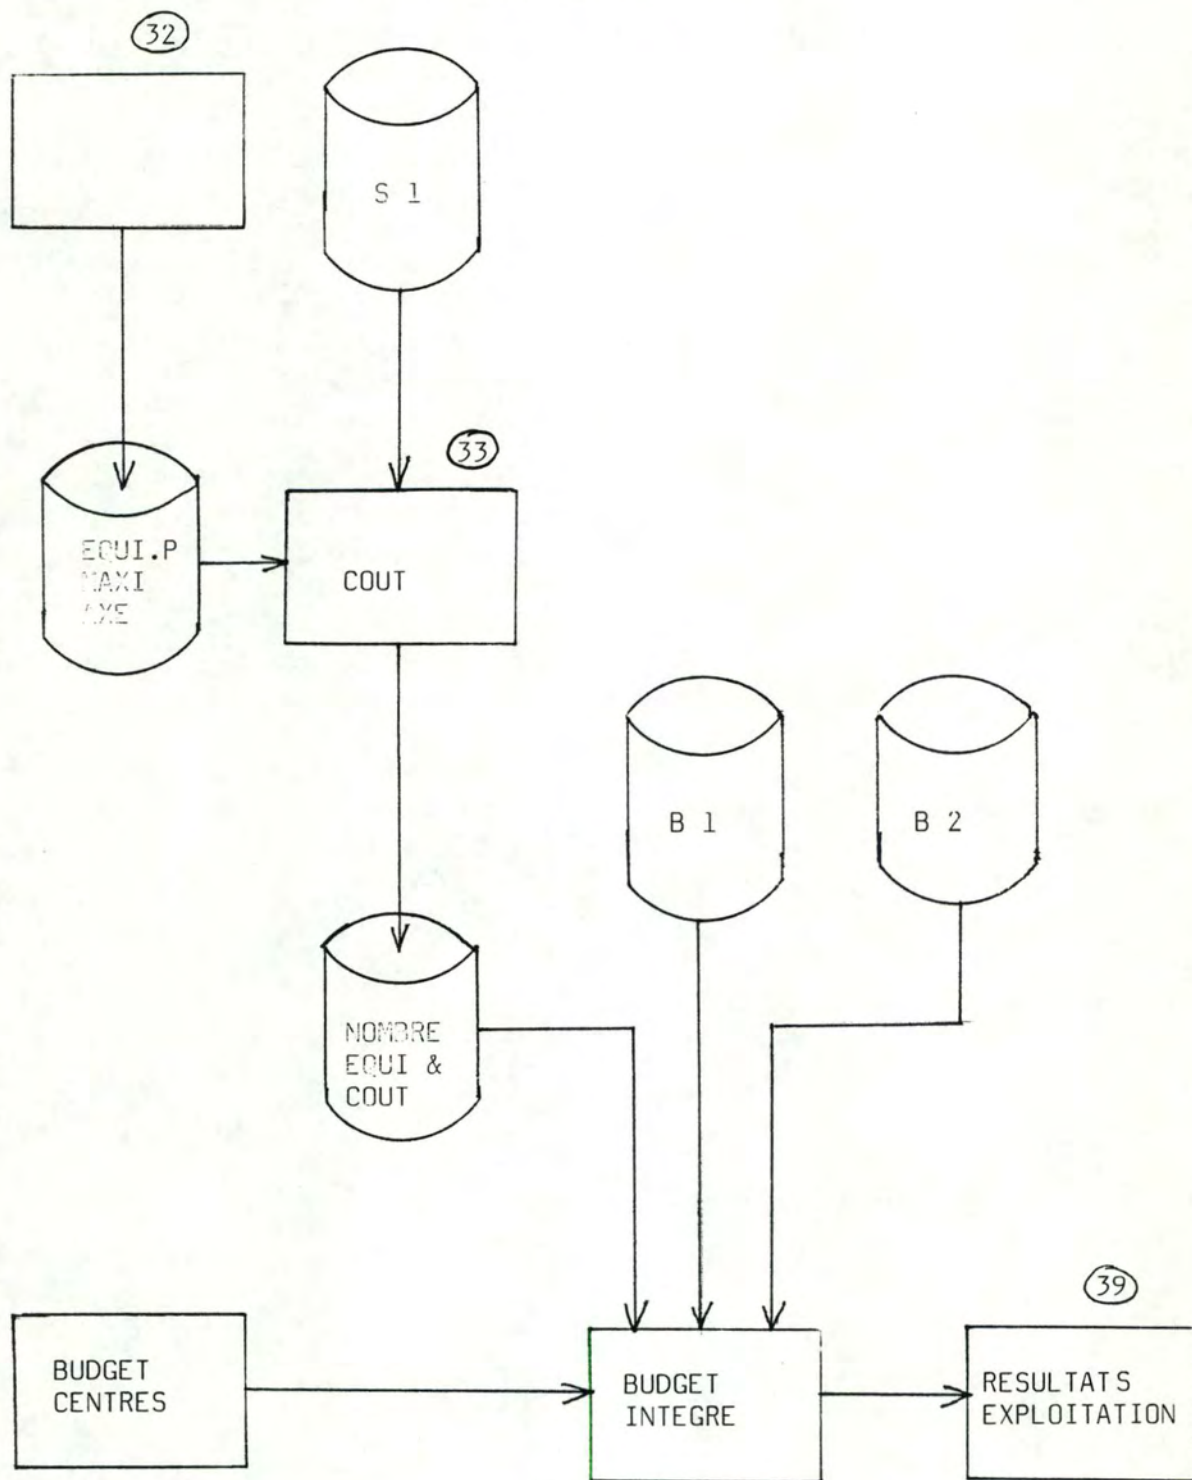 32
S 1
33
EQUI.P
MAXI
AXE
COUT
B 1
B 2
NOMBRE
EQUI &
COUT
39
BUDGET
CENTRES
BUDGET
INTEGRE
RESULTATS
EXPLOITATION